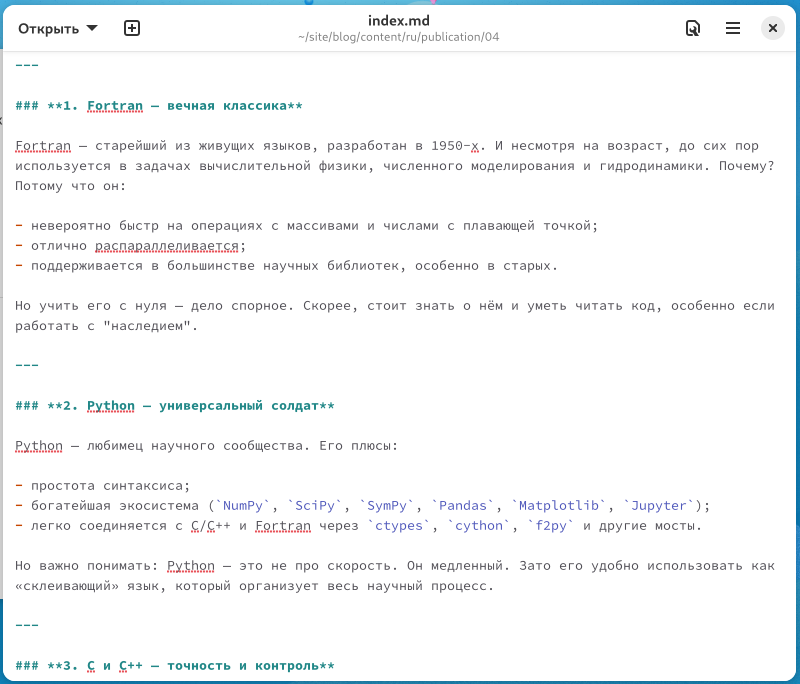 Открыть
index.md
~/site/blog/content/ru/publication/04
---
### **1. Fortran — вечная классика**
Fortran — старейший из живущих языков, разработан в 1950-х. И несмотря на возраст, до сих пор
используется в задачах вычислительной физики, численного моделирования и гидродинамики. Почему?
Потому что он:
- невероятно быстр на операциях с массивами и числами с плавающей точкой;
- отлично распараллеливается;
- поддерживается в большинстве научных библиотек, особенно в старых.
Но учить его с нуля — дело спорное. Скорее, стоит знать о нём и уметь читать код, особенно если
работать с "наследием".
---
### **2. Python — универсальный солдат**
Python — любимец научного сообщества. Его плюсы:
- простота синтаксиса;
- богатейшая экосистема (`NumPy`, `SciPy`, `SymPy`, `Pandas`, `Matplotlib`, `Jupyter`);
- легко соединяется с C/C++ и Fortran через `ctypes`, `cython`, `f2py` и другие мосты.
Но важно понимать: Python — это не про скорость. Он медленный. Зато его удобно использовать как
«склеивающий» язык, который организует весь научный процесс.
---
### **3. C и C++ — точность и контроль**